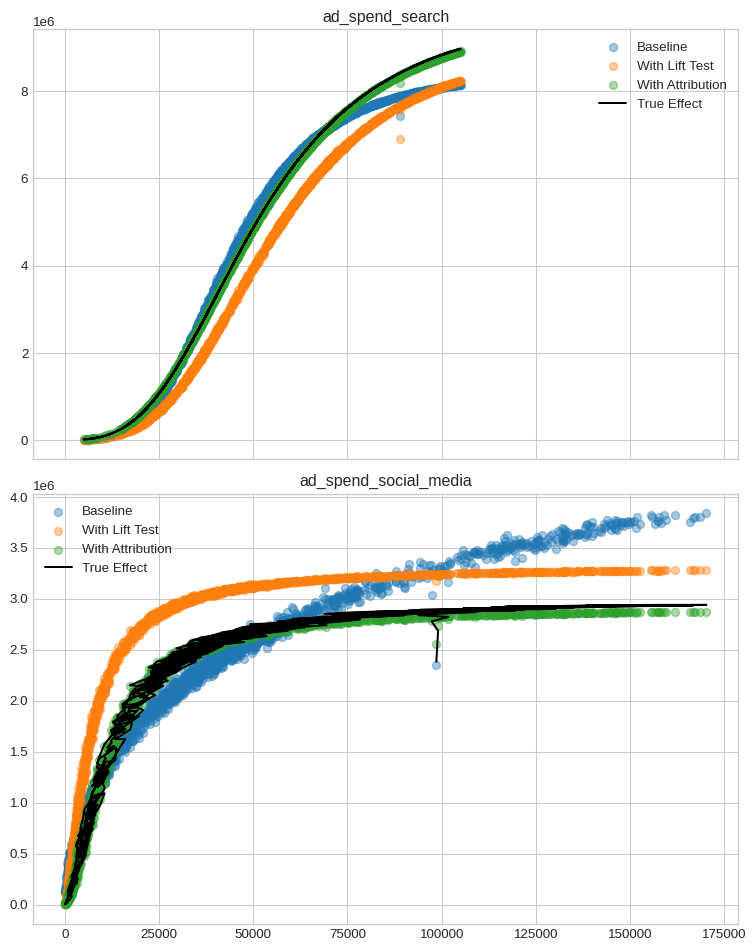 ad_spend_search
1e6
Baseline
With Lift Test
With Attribution
True Effect
8
6
4
2
0
ad_spend_social_media
1e6
4.0
Baseline
With Lift Test
With Attribution
True Effect
3.5
3.0
2.5
2.0
1.5
1.0
0.5
0.0
0 25000 50000 75000 100000 125000 150000 175000